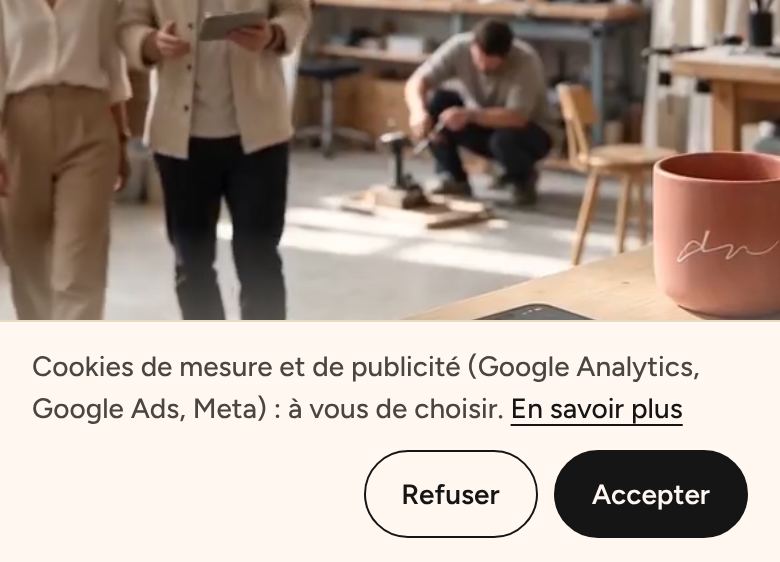 Cookies de mesure et de publicité (Google Analytics,
Google Ads, Meta) : à vous de choisir. En savoir plus
Refuser
Accepter